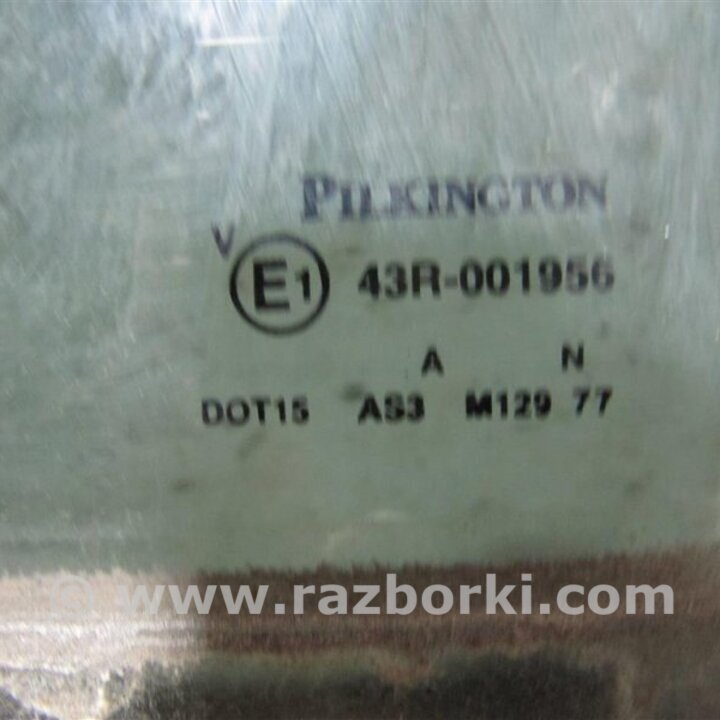 PILKINGTON
V
E1 43R-001956
A N
DOT15 AS3 M129 77
© www.razborki.com